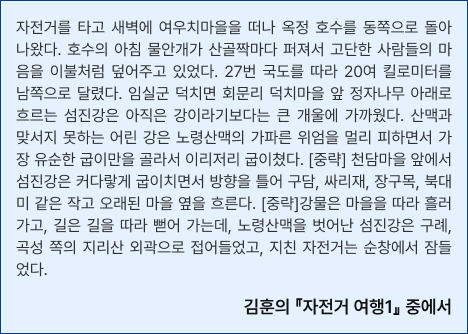 자전거를 타고 새벽에 여우치마을을 떠나 옥정 호수를 동쪽으로 돌아
나왔다. 호수의 아침 물안개가 산골짝마다 퍼져서 고단한 사람들의 마
음을 이불처럼 덮어주고 있었다. 27번 국도를 따라 20여 킬로미터를
남쪽으로 달렸다. 임실군 덕치면 회문리 덕치마을 앞 정자나무 아래로
흐르는 섬진강은 아직은 강이라기보다는 큰 개울에 가까웠다. 산맥과
맞서지 못하는 어린 강은 노령산맥의 가파른 위엄을 멀리 피하면서 가
장 유순한 굽이만을 골라서 이리저리 굽이쳤다. [중략] 천담마을 앞에서
섬진강은 커다랗게 굽이치면서 방향을 틀어 구담, 싸리재, 장구목, 북대
미 같은 작고 오래된 마을 옆을 흐른다. [중략]강물은 마을을 따라 흘러
가고, 길은 길을 따라 뻗어 가는데, 노령산맥을 벗어난 섬진강은 구례,
곡성 쪽의 지리산 외곽으로 접어들었고, 지친 자전거는 순창에서 잠들
었다.
김훈의 『자전거 여행1』 중에서